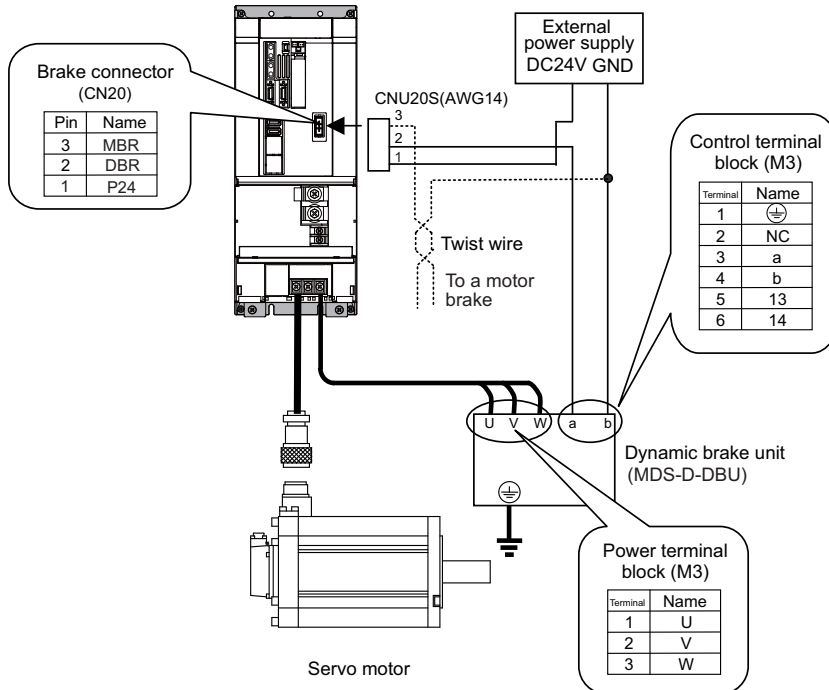 External
power supply
DC24V GND
Brake connector
(CN20)
Pin Name
3 MBR
2 DBR
1 P24
CNU20S(AWG14)
3
2
1
Control terminal
block (M3)
Terminal Name
1
2 NC
3 a
4 b
5 13
6 14
Twist wire
To a motor
brake
U V W a b
Dynamic brake unit
(MDS-D-DBU)
Power terminal
block (M3)
Terminal Name
1 U
2 V
3 W
Servo motor